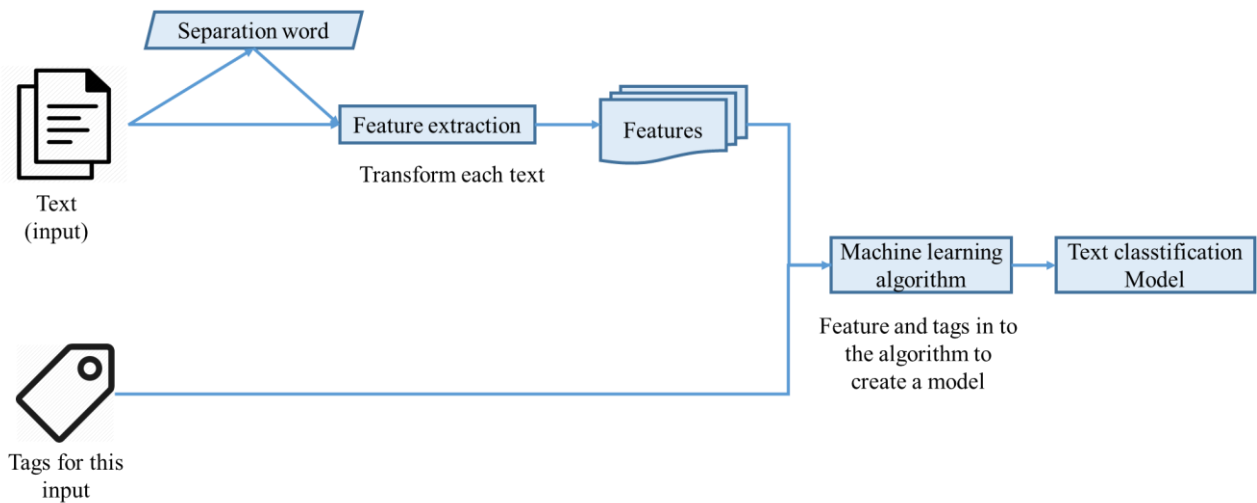 Separation word
Text
(input)
Feature extraction
Transform each text
Features
Machine learning
algorithm
Feature and tags in to
the algorithm to
create a model
Text classtification
Model
Tags for this
input